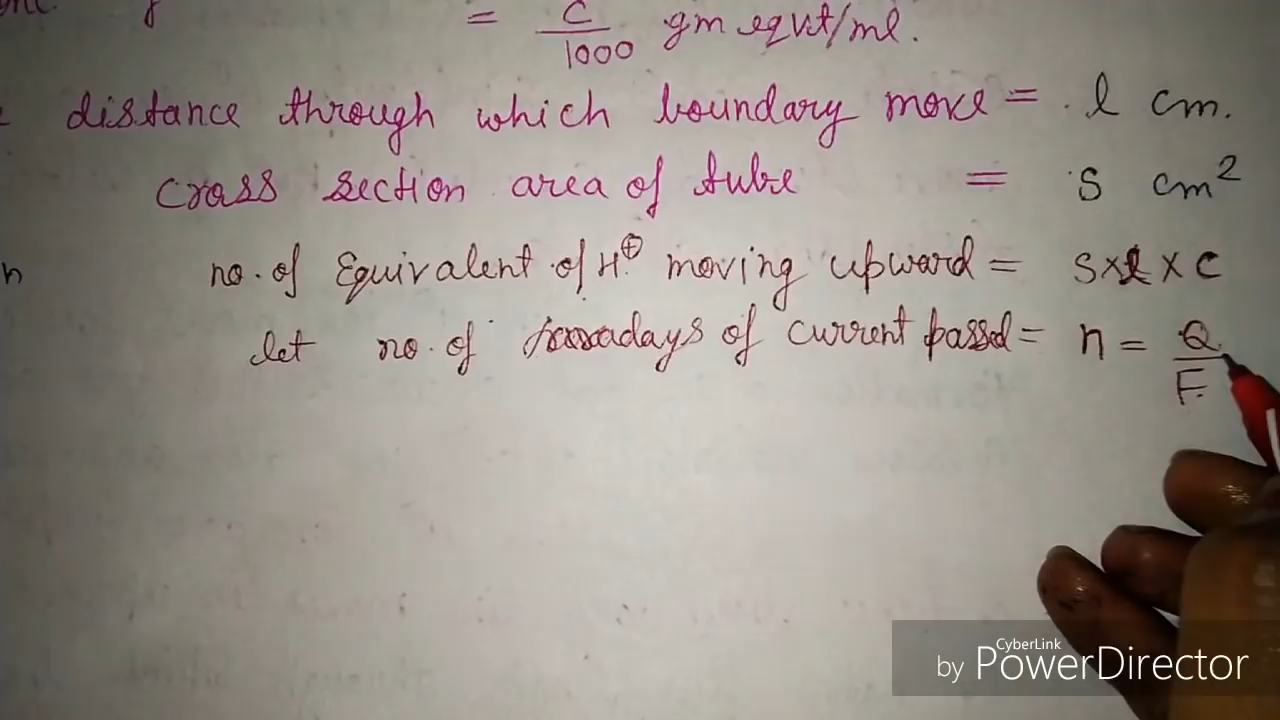 = C/1000 gm eqvt/ml.
distance through which boundary move = l cm.
Cross section area of tube = s cm²
n
no. of Equivalent of H⊕ moving upward = s×l×c
let no. of faradays of current passed = n = Q/F
CyberLink
by PowerDirector